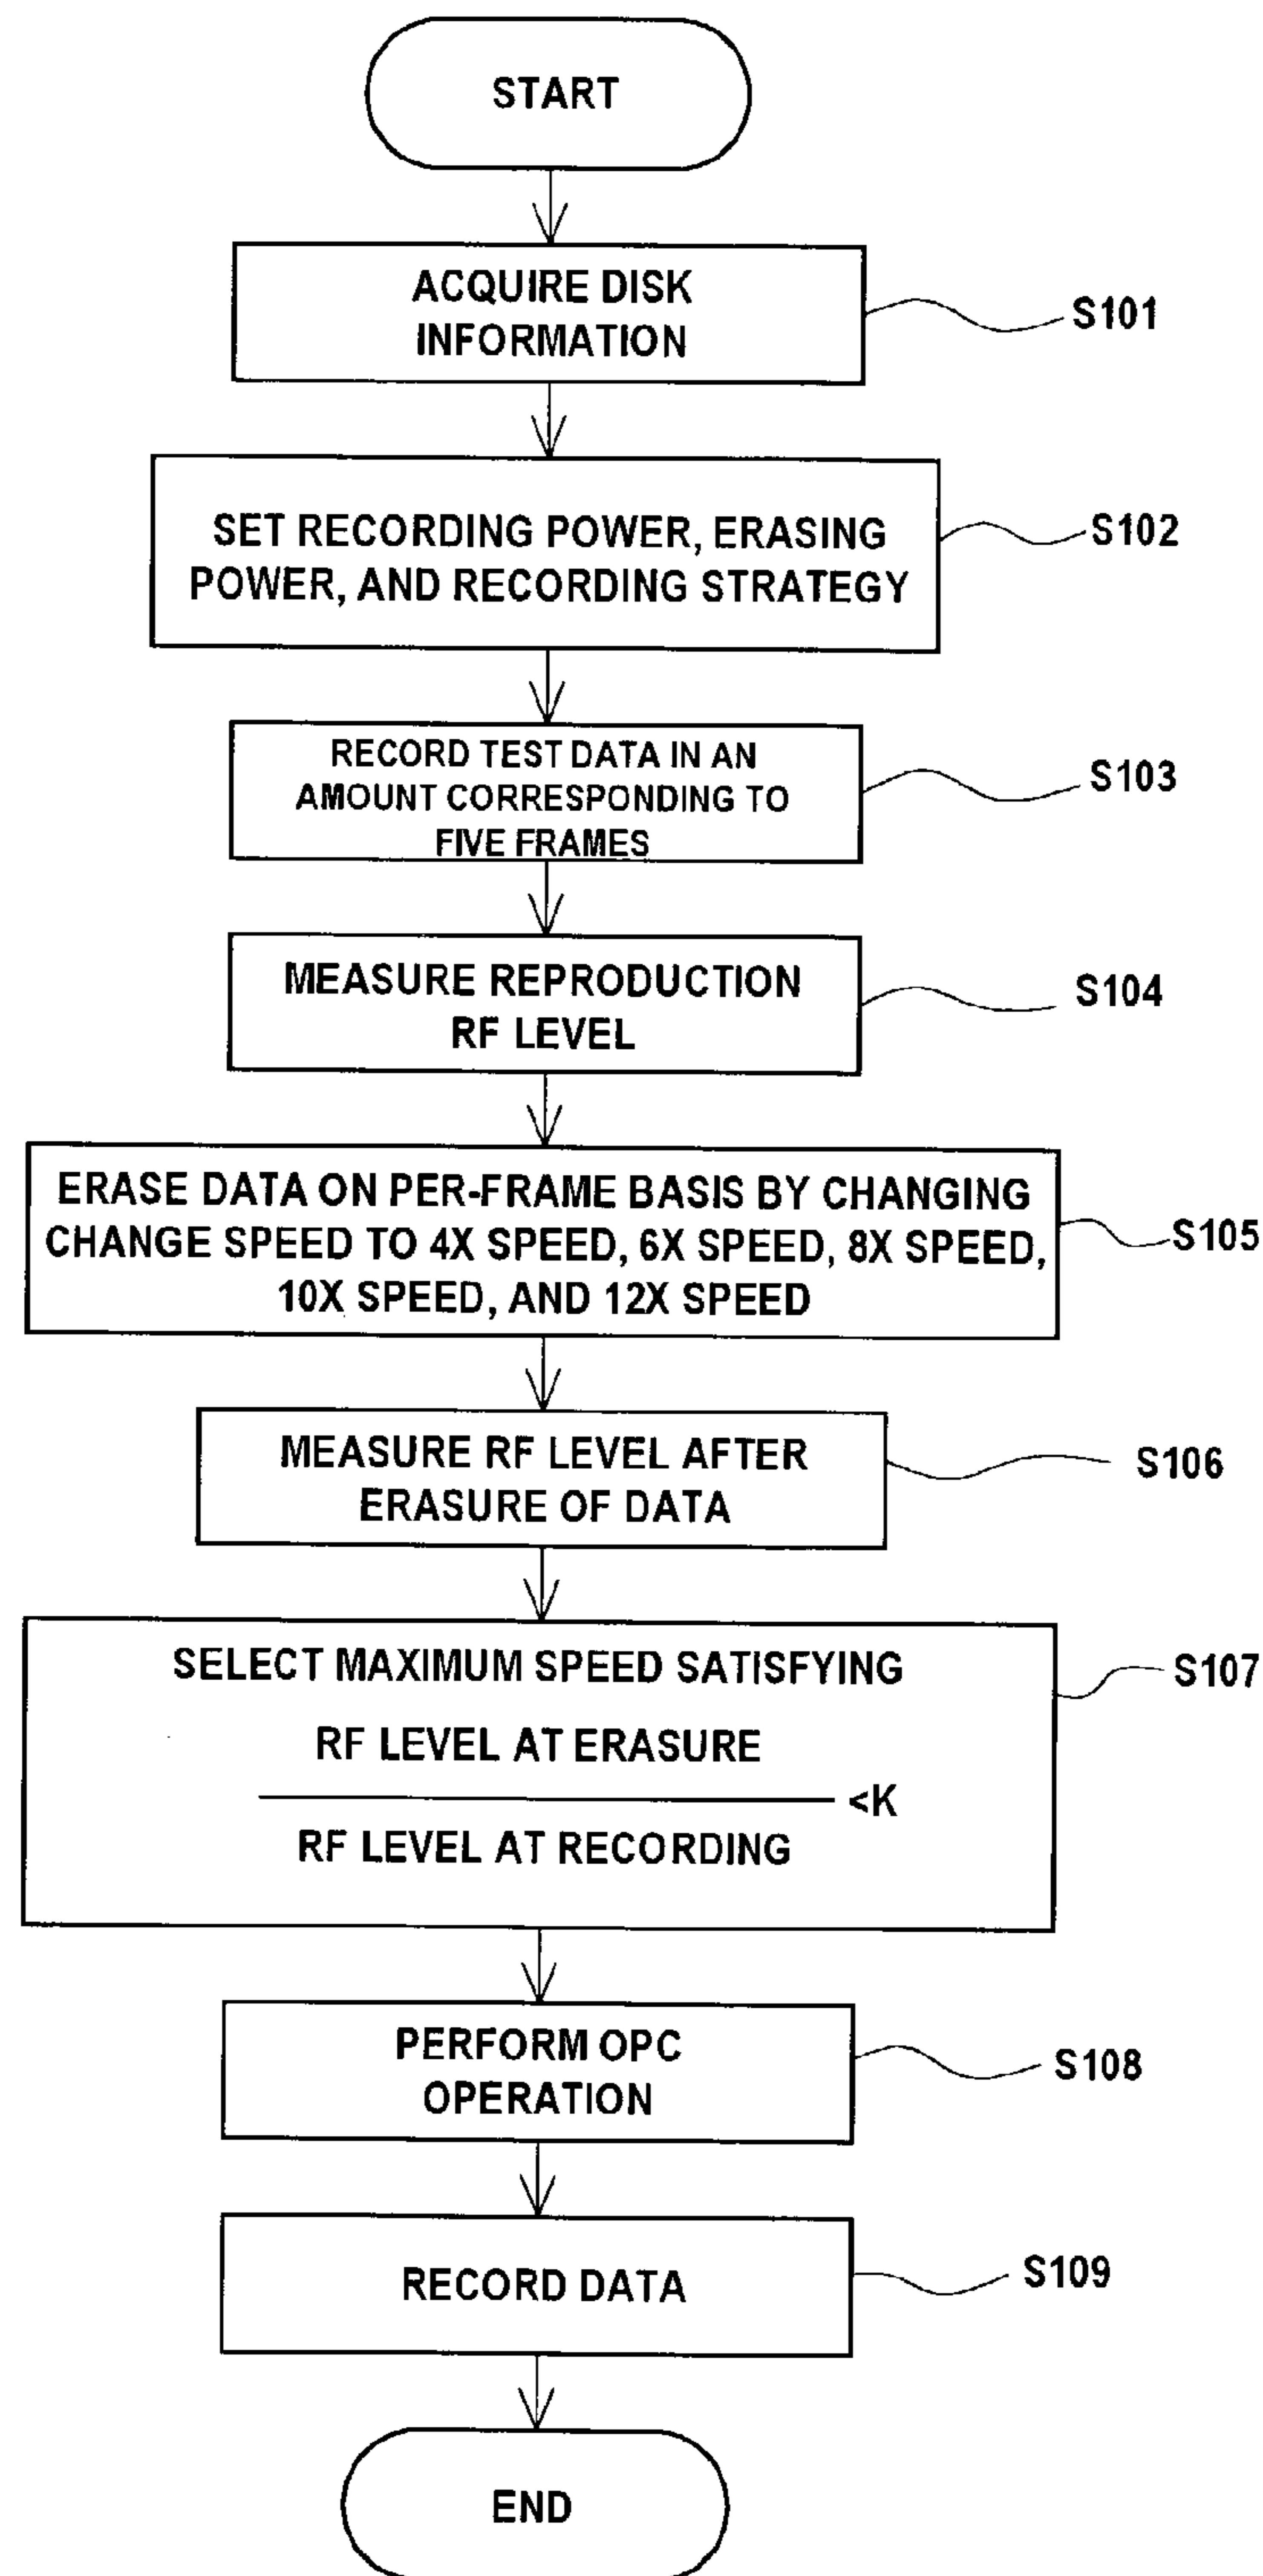 START
ACQUIRE DISK
INFORMATION
S101
SET RECORDING POWER, ERASING
POWER, AND RECORDING STRATEGY
S102
RECORD TEST DATA IN AN
AMOUNT CORRESPONDING TO
FIVE FRAMES
S103
MEASURE REPRODUCTION
RF LEVEL
S104
ERASE DATA ON PER-FRAME BASIS BY CHANGING
CHANGE SPEED TO 4X SPEED, 6X SPEED, 8X SPEED,
10X SPEED, AND 12X SPEED
S105
MEASURE RF LEVEL AFTER
ERASURE OF DATA
S106
SELECT MAXIMUM SPEED SATISFYING
RF LEVEL AT ERASURE
<K
RF LEVEL AT RECORDING
S107
PERFORM OPC
OPERATION
S108
RECORD DATA
S109
END